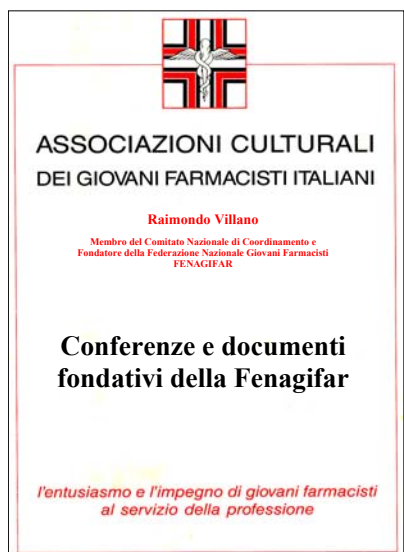 ASSOCIAZIONI CULTURALI
DEI GIOVANI FARMACISTI ITALIANI
Raimondo Villano
Membro del Comitato Nazionale di Coordinamento e
Fondatore della Federazione Nazionale Giovani Farmacisti
FENAGIFAR
Conferenze e documenti
fondativi della Fenagifar
l'entusiasmo e l'impegno di giovani farmacisti
al servizio della professione